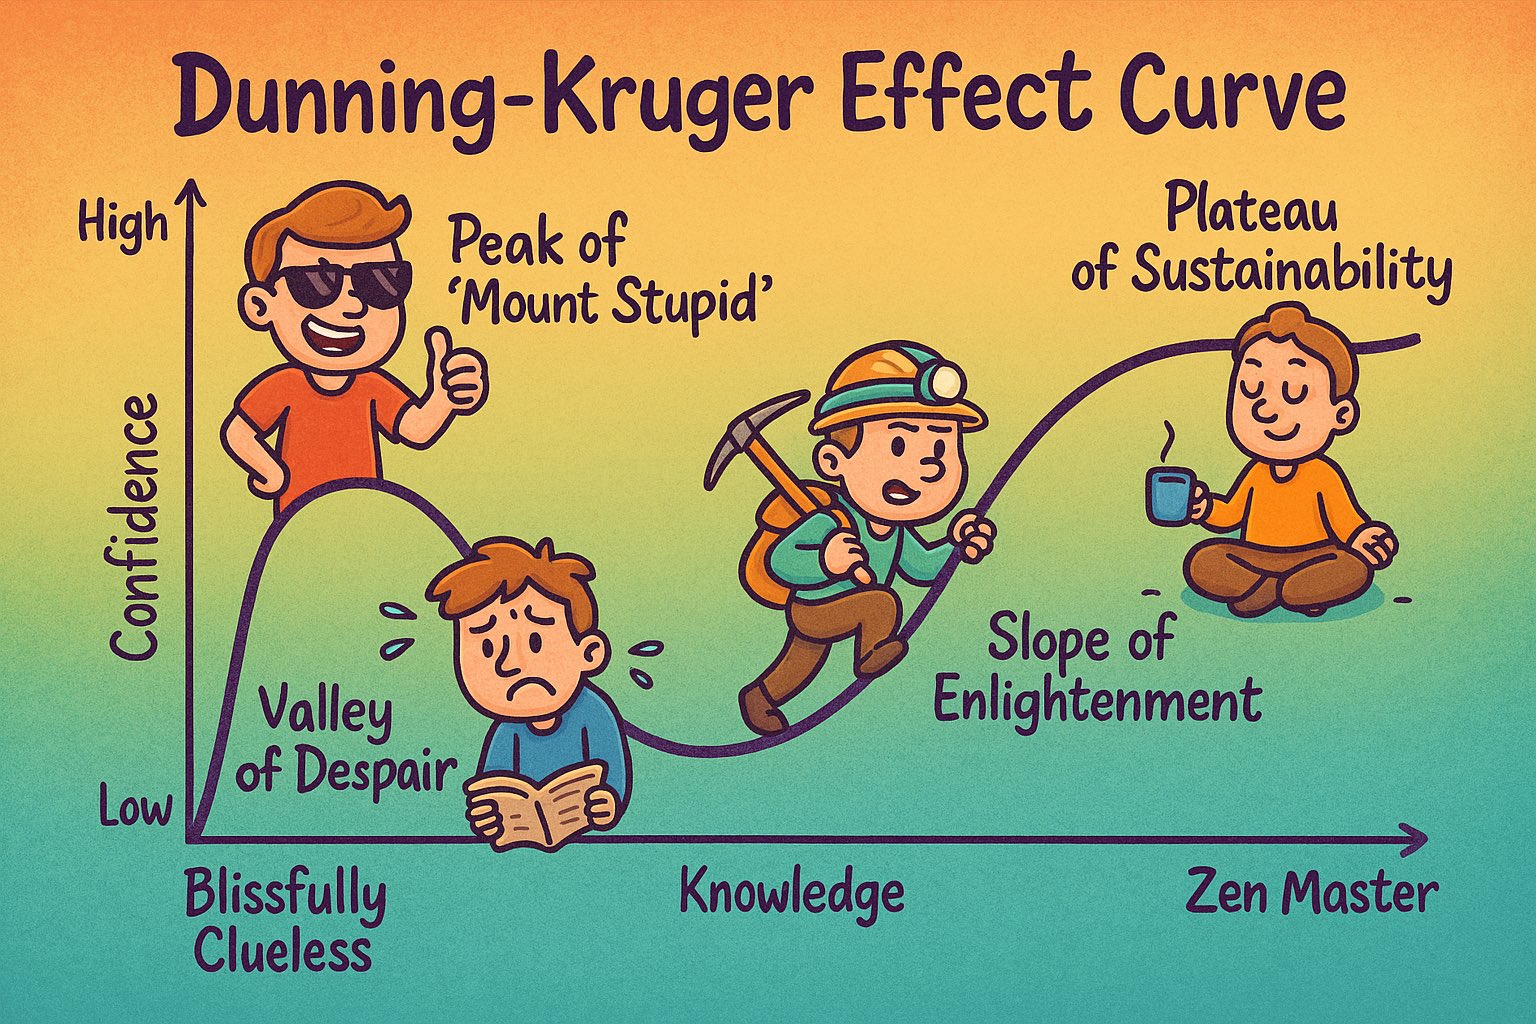 Dunning-Kruger Effect Curve
High
Peak of
‘Mount Stupid’
Plateau
of Sustainability
Confidence
Slope of
Enlightenment
Valley
of Despair
Low
Blissfully
Clueless
Knowledge
Zen Master